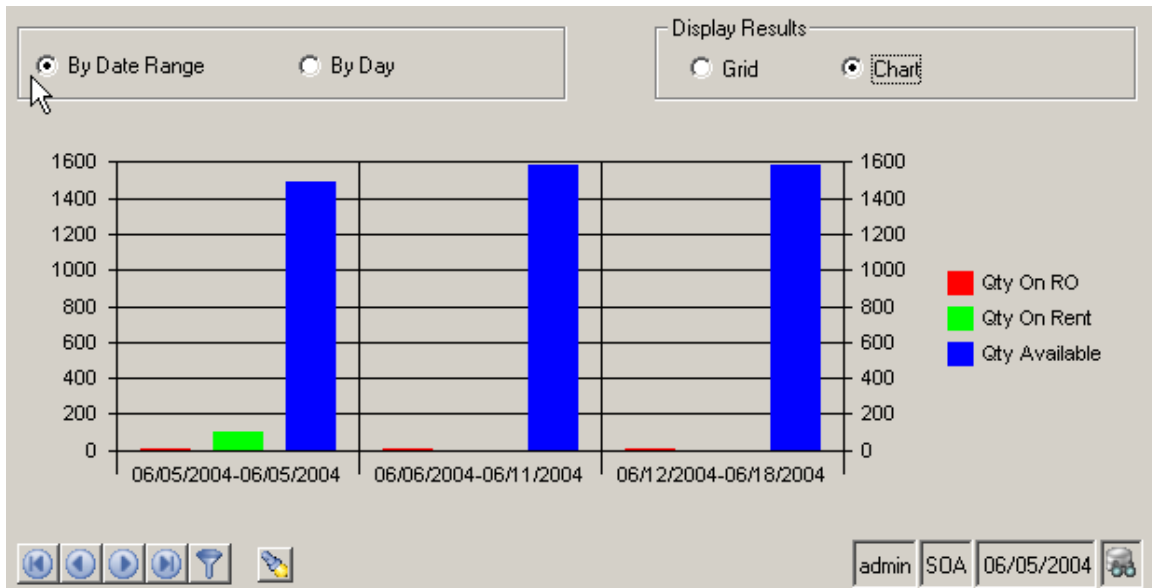 Display Results
By Date Range By Day Grid Chart
1600 1600
1400 1400
1200 1200
1000 1000
800 800
600 600
400 400
200 200
0 0
Qty On RO
Qty On Rent
Qty Available
06/05/2004-06/05/2004 06/06/2004-06/11/2004 06/12/2004-06/18/2004
admin SOA 06/05/2004